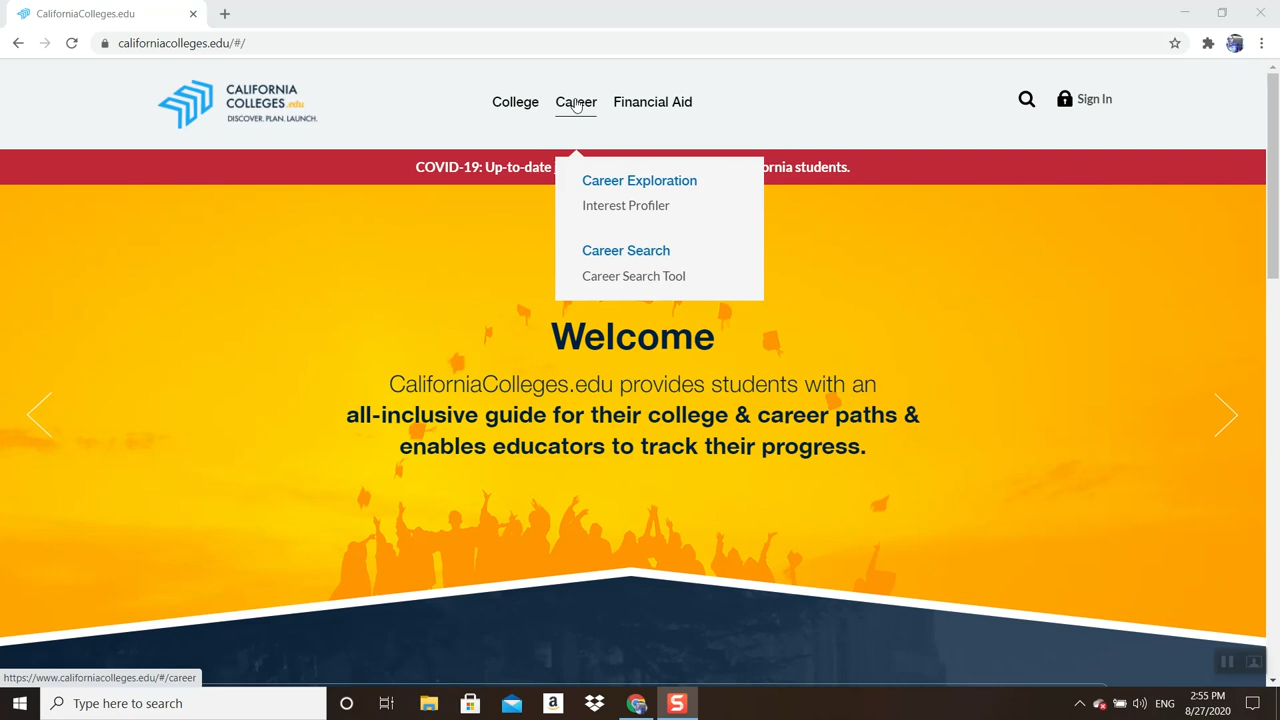 CaliforniaColleges.edu
californiacolleges.edu/#/
CALIFORNIA
COLLEGES.edu
DISCOVER. PLAN. LAUNCH.
College Career Financial Aid
Sign In
COVID-19: Up-to-date
ornia students.
Career Exploration
Interest Profiler
Career Search
Career Search Tool
Welcome
CaliforniaColleges.edu provides students with an
all-inclusive guide for their college & career paths &
enables educators to track their progress.
https://www.californiacolleges.edu/#/career
Type here to search
a
S
ENG
2:55 PM
8/27/2020